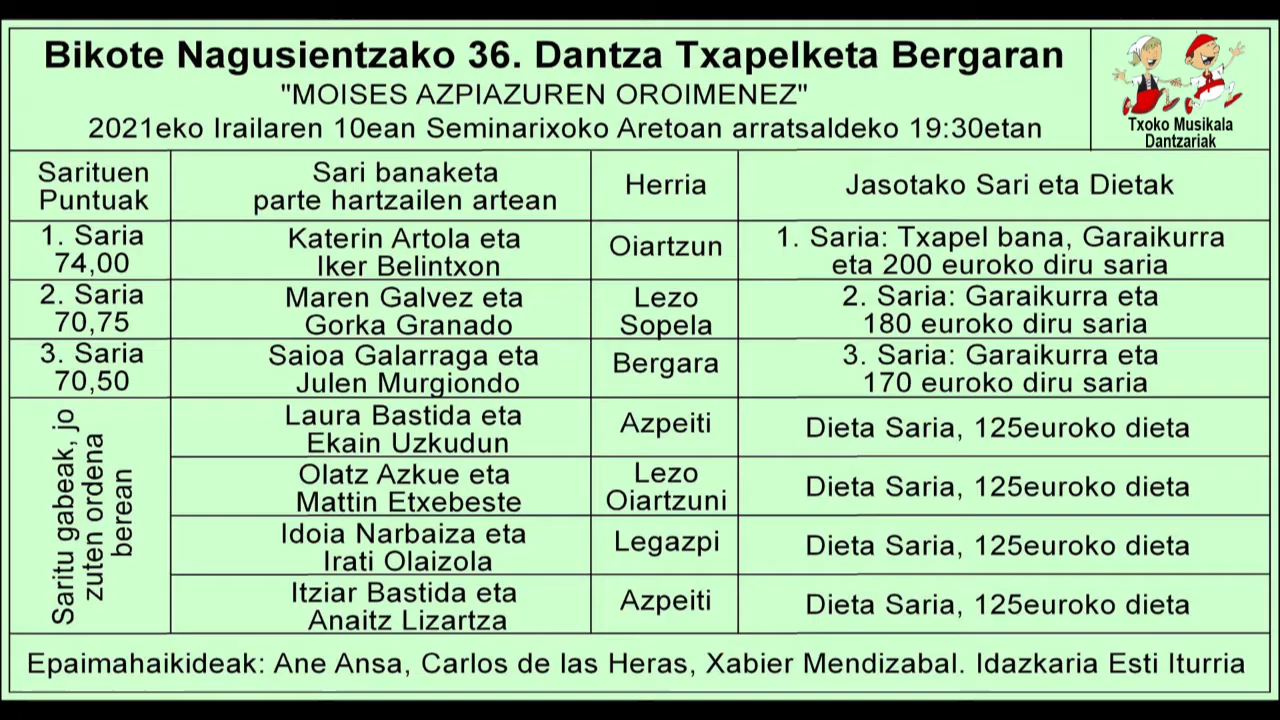 Bikote Nagusientzako 36. Dantza Txapelketa Bergaran
"MOISES AZPIAZUREN OROIMENEZ"
2021eko Irailaren 10ean Seminarixoko Aretoan arratsaldeko 19:30etan
Txoko Musikala
Dantzariak
Sarituen
Puntuak
Sari banaketa
parte hartzailen artean
Herria
Jasotako Sari eta Dietak
1. Saria
74,00
Katerin Artola eta
Iker Belintxon
Oiartzun
1. Saria: Txapel bana, Garaikurra
eta 200 euroko diru saria
2. Saria
70,75
Maren Galvez eta
Gorka Granado
Lezo
Sopela
2. Saria: Garaikurra eta
180 euroko diru saria
3. Saria
70,50
Saioa Galarraga eta
Julen Murgiondo
Bergara
3. Saria: Garaikurra eta
170 euroko diru saria
Saritu gabeak, jo
zuten ordena
berean
Laura Bastida eta
Ekain Uzkudun
Azpeiti
Dieta Saria, 125euroko dieta
Olatz Azkue eta
Mattin Etxebeste
Lezo
Oiartzuni
Dieta Saria, 125euroko dieta
Idoia Narbaiza eta
Irati Olaizola
Legazpi
Dieta Saria, 125euroko dieta
Itziar Bastida eta
Anaitz Lizartza
Azpeiti
Dieta Saria, 125euroko dieta
Epaimahaikideak: Ane Ansa, Carlos de las Heras, Xabier Mendizabal. Idazkaria Esti Iturria